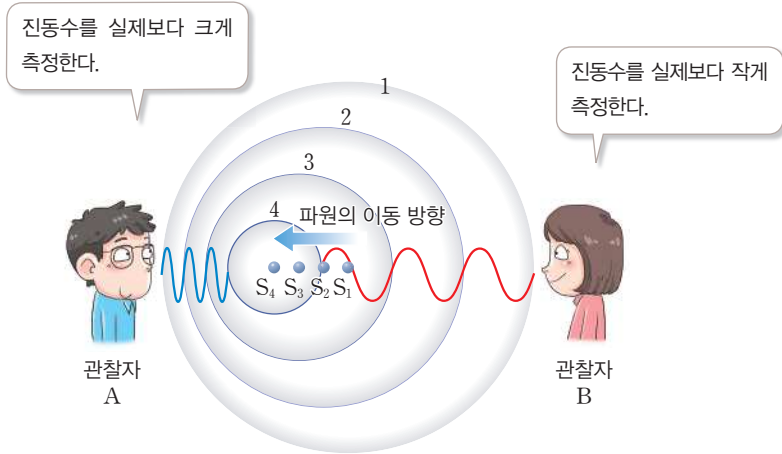 진동수를 실제보다 크게
측정한다.
진동수를 실제보다 작게
측정한다.
1
2
3
4
파원의 이동 방향
S₄ S₃ S₂ S₁
관찰자
A
관찰자
B